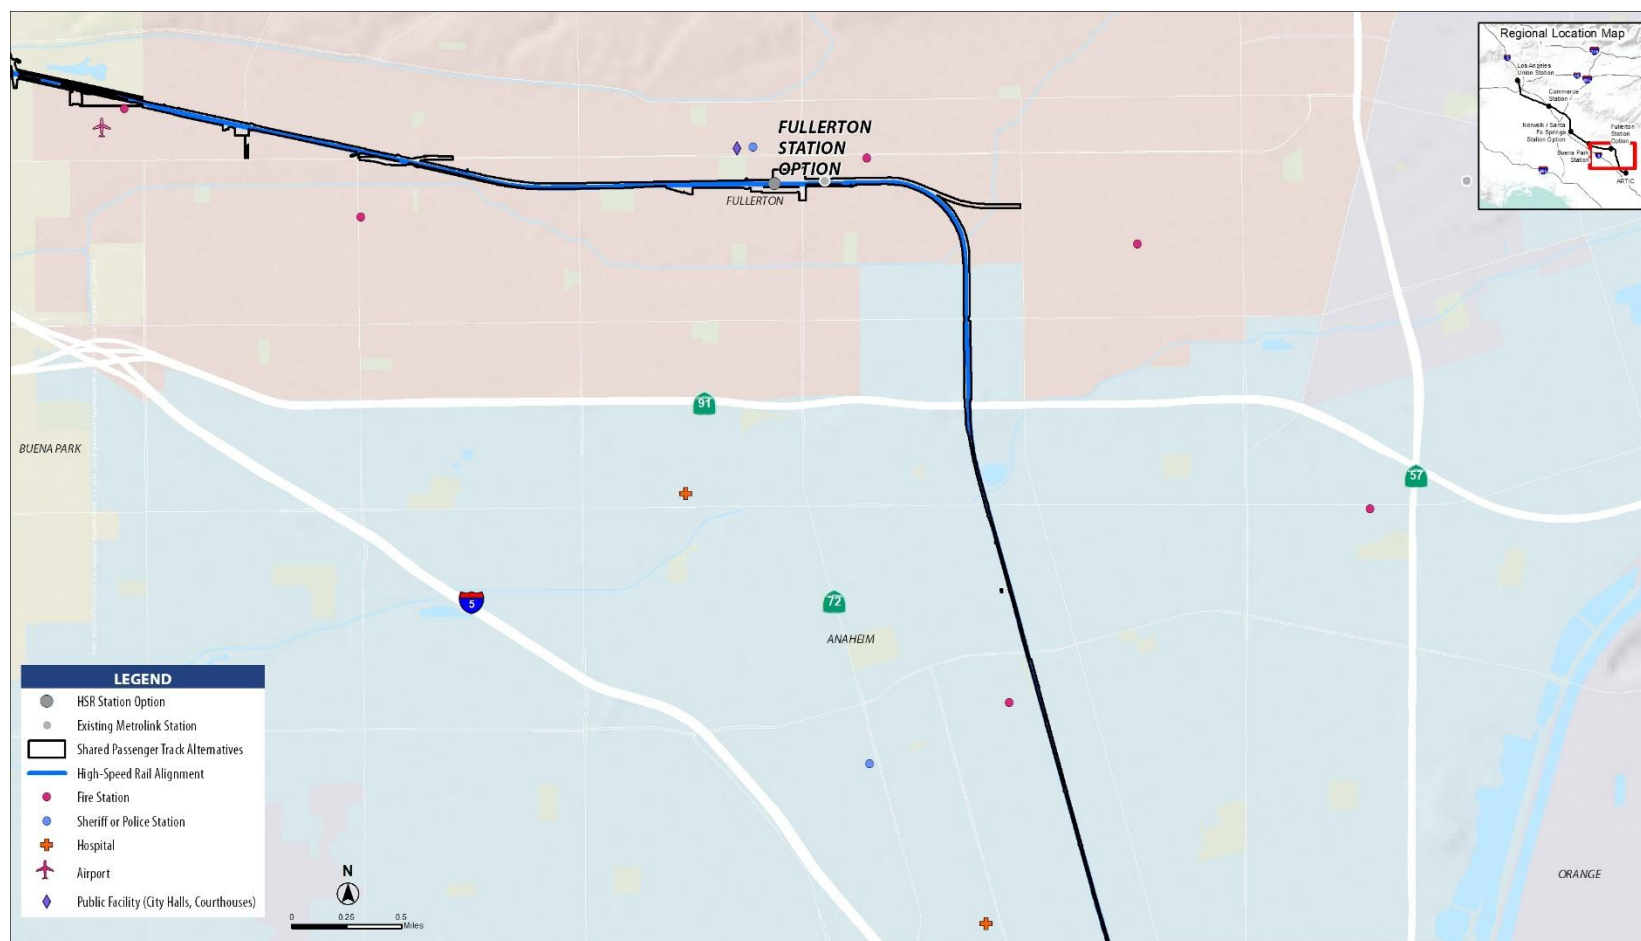 Regional Location Map
Los Angeles
Union Station
Commerce
Station
Norwalk / Santa
Fe Springs
Station Option
Fullerton
Station
Option
Buena Park
Station
5
ARTIC
FULLERTON
STATION
OPTION
FULLERTON
91
BUENA PARK
57
5
72
ANAHEIM
ORANGE
LEGEND
HSR Station Option
Existing Metrolink Station
Shared Passenger Track Alternatives
High-Speed Rail Alignment
Fire Station
Sheriff or Police Station
Hospital
Airport
Public Facility (City Halls, Courthouses)
N
0 0.25 0.5
Miles